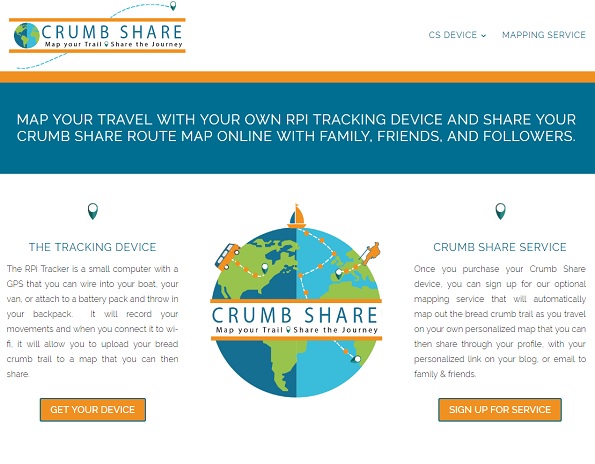 CRUMB SHARE
Map your Trail Share the Journey
CS DEVICE
MAPPING SERVICE
MAP YOUR TRAVEL WITH YOUR OWN RPI TRACKING DEVICE AND SHARE YOUR
CRUMB SHARE ROUTE MAP ONLINE WITH FAMILY, FRIENDS, AND FOLLOWERS.
THE TRACKING DEVICE
The RPi Tracker is a small computer with a
GPS that you can wire into your boat, your
van, or attach to a battery pack and throw in
your backpack. It will record your
movements and when you connect it to wi-
fi, it will allow you to upload your bread
crumb trail to a map that you can then
share.
GET YOUR DEVICE
CRUMB SHARE
Map your Trail Share the Journey
CRUMB SHARE SERVICE
Once you purchase your Crumb Share
device, you can sign up for our optional
mapping service that will automatically
map out the bread crumb trail as you travel
on your own personalized map that you can
then share through your profile, with your
personalized link on your blog, or email to
family & friends.
SIGN UP FOR SERVICE